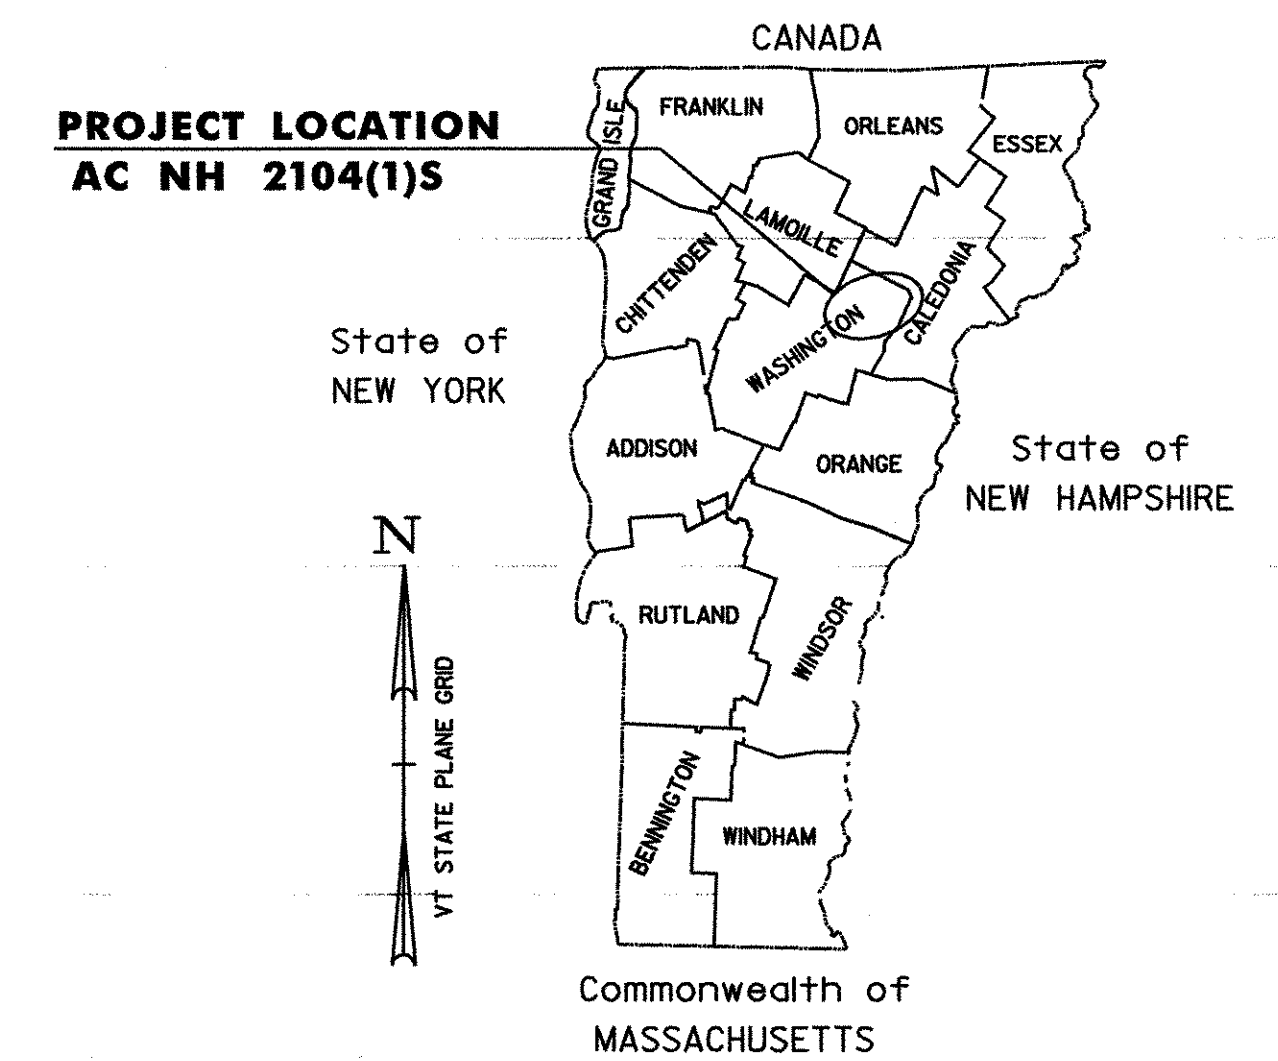 CANADA
PROJECT LOCATION
AC NH 2104(1)S
GRAND ISLE
FRANKLIN
ORLEANS
ESSEX
LAMOILLE
CHITTENDEN
CALEDONIA
WASHINGTON
State of
NEW YORK
ADDISON
ORANGE
State of
NEW HAMPSHIRE
N
VT STATE PLANE GRID
RUTLAND
WINDSOR
BENNINGTON
WINDHAM
Commonwealth of
MASSACHUSETTS